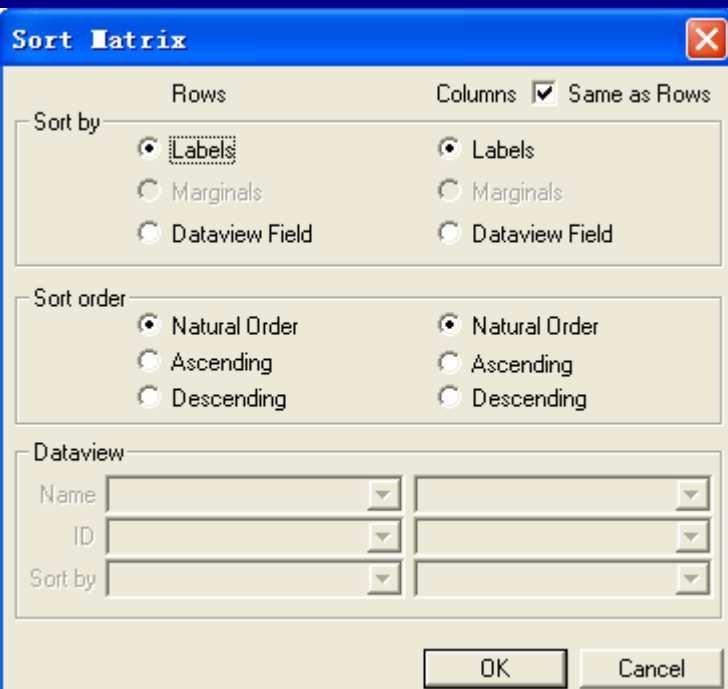 Sort Matrix
Rows Columns Same as Rows
Sort by
Labels Labels
Marginals Marginals
Dataview Field Dataview Field
Sort order
Natural Order Natural Order
Ascending Ascending
Descending Descending
Dataview
Name
ID
Sort by
OK Cancel